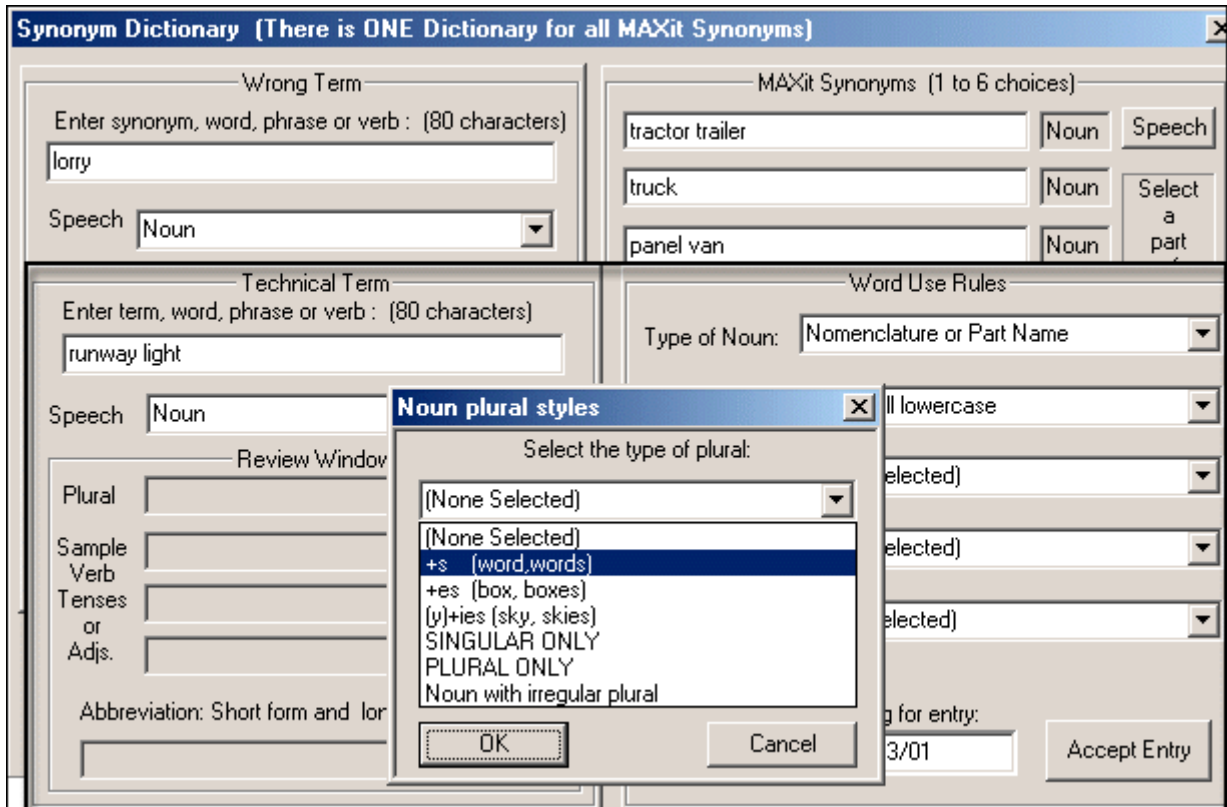 Synonym Dictionary (There is ONE Dictionary for all MAXit Synonyms)
Wrong Term
Enter synonym, word, phrase or verb : (80 characters)
lorry
Speech
Noun
MAXit Synonyms (1 to 6 choices)
tractor trailer
Noun
Speech
truck
Noun
Select
a
part
panel van
Noun
Technical Term
Enter term, word, phrase or verb : (80 characters)
runway light
Speech
Noun
Review Window
Plural
Sample
Verb
Tenses
or
Adjs.
Abbreviation: Short form and
Word Use Rules
Type of Noun:
Nomenclature or Part Name
ll lowercase
elected)
elected)
elected)
g for entry:
3/01
Accept Entry
Noun plural styles
Select the type of plural:
(None Selected)
(None Selected)
+s (word,words)
+es (box, boxes)
(y)+ies (sky, skies)
SINGULAR ONLY
PLURAL ONLY
Noun with irregular plural
OK
Cancel